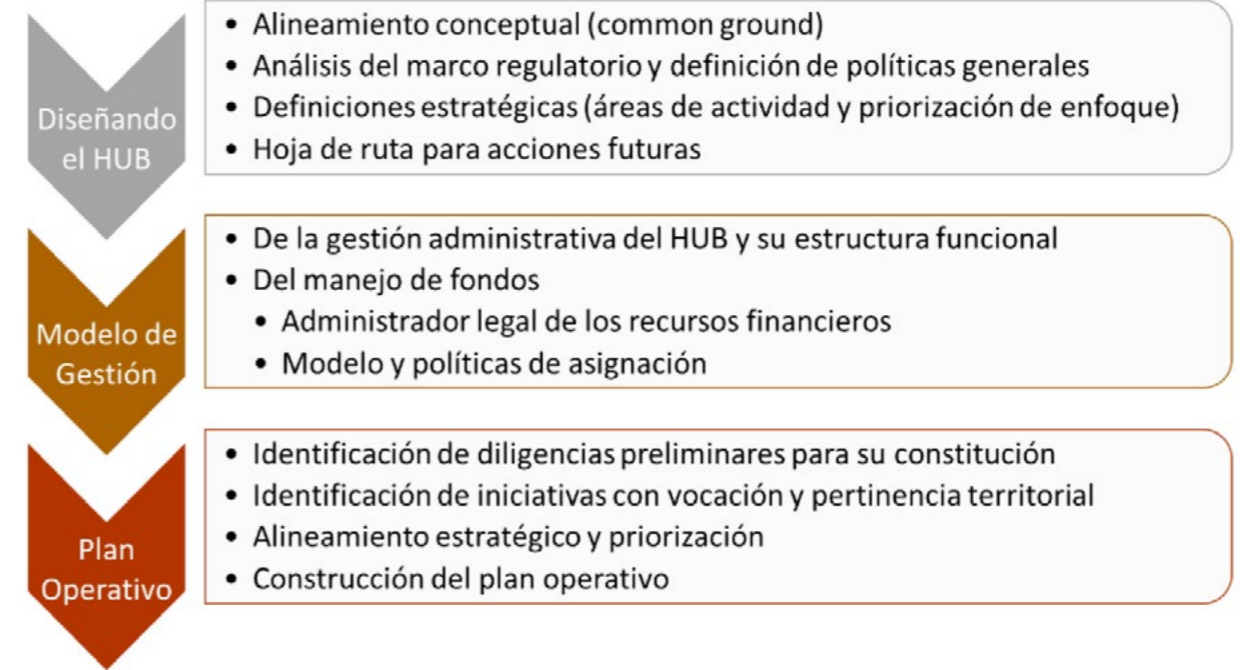 Diseñando
el HUB
• Alineamiento conceptual (common ground)
• Análisis del marco regulatorio y definición de políticas generales
• Definiciones estratégicas (áreas de actividad y priorización de enfoque)
• Hoja de ruta para acciones futuras
Modelo de
Gestión
• De la gestión administrativa del HUB y su estructura funcional
• Del manejo de fondos
• Administrador legal de los recursos financieros
• Modelo y políticas de asignación
Plan
Operativo
• Identificación de diligencias preliminares para su constitución
• Identificación de iniciativas con vocación y pertinencia territorial
• Alineamiento estratégico y priorización
• Construcción del plan operativo